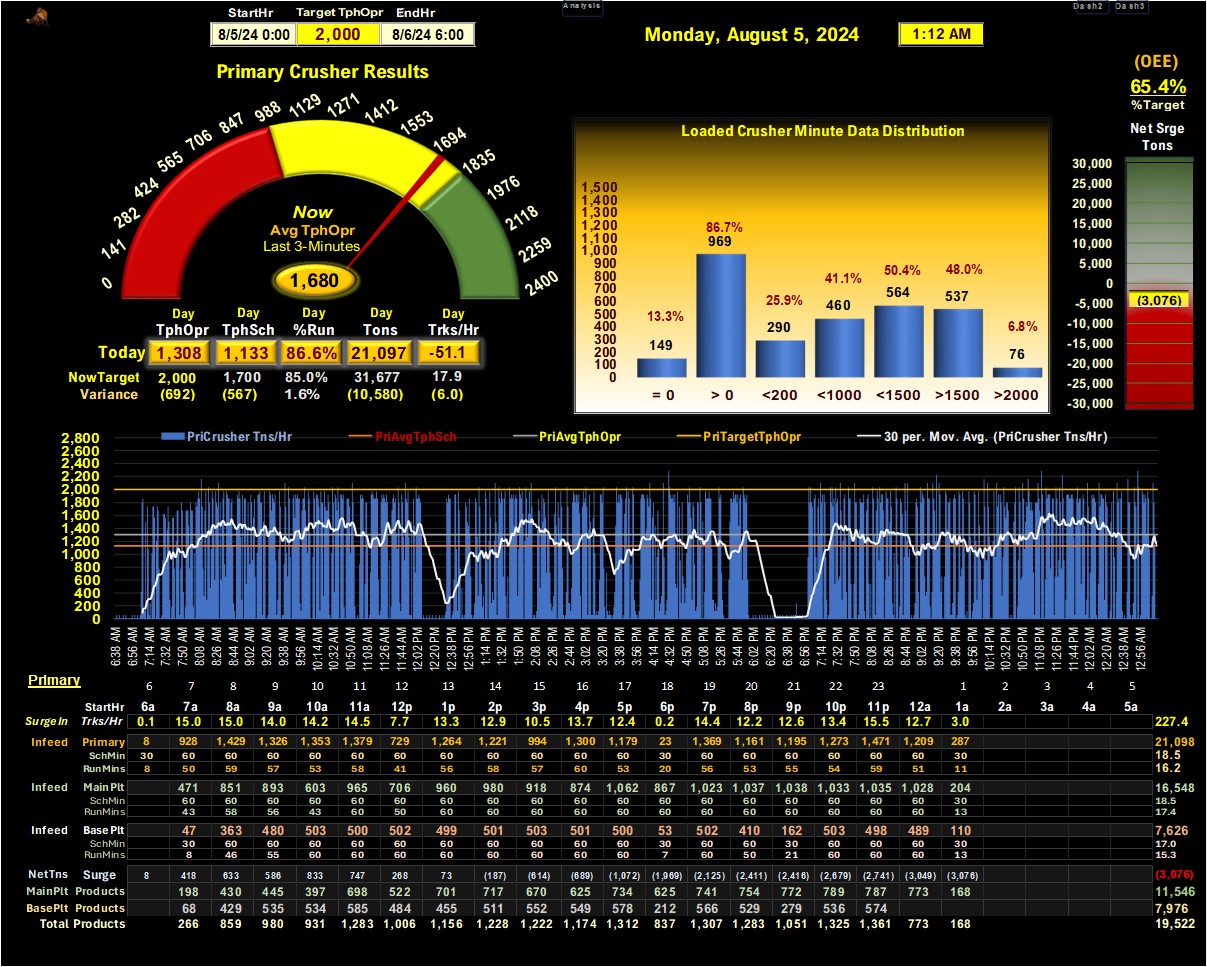 Analysis
Dash2 Dash3
StartHr Target TphOpr EndHr
8/5/24 0:00 2,000 8/6/24 6:00
Monday, August 5, 2024 1:12 AM
(OEE)
65.4%
%Target
Primary Crusher Results
0 141 282 424 565 706 847 988 1129 1271 1412 1553 1694 1835 1976 2118 2259 2400
Now
Avg TphOpr
Last 3-Minutes
1,680
Day Day Day Day Day
TphOpr TphSch %Run Tons Trks/Hr
Today 1,308 1,133 86.6% 21,097 -51.1
NowTarget 2,000 1,700 85.0% 31,677 17.9
Variance (692) (567) 1.6% (10,580) (6.0)
Loaded Crusher Minute Data Distribution
1,500
1,400
1,300
1,200
1,100
1,000
900
800
700
600
500
400
300
200
100
0
13.3% 86.7% 25.9% 41.1% 50.4% 48.0% 6.8%
149 969 290 460 564 537 76
= 0 > 0 <200 <1000 <1500 >1500 >2000
Net Srge
Tons
30,000
25,000
20,000
15,000
10,000
5,000
0
-5,000
-10,000
-15,000
-20,000
-25,000
-30,000
(3,076)
PriCrusher Tns/Hr PriAvgTphSch PriAvgTphOpr PriTargetTphOpr 30 per. Mov. Avg. (PriCrusher Tns/Hr)
2,800
2,600
2,400
2,200
2,000
1,800
1,600
1,400
1,200
1,000
800
600
400
200
0
6:38 AM 6:56 AM 7:14 AM 7:32 AM 7:50 AM 8:08 AM 8:26 AM 8:44 AM 9:02 AM 9:20 AM 9:38 AM 9:56 AM 10:14 AM 10:32 AM 10:50 AM 11:08 AM 11:26 AM 11:44 AM 12:02 PM 12:20 PM 12:38 PM 12:56 PM 1:14 PM 1:32 PM 1:50 PM 2:08 PM 2:26 PM 2:44 PM 3:02 PM 3:20 PM 3:38 PM 3:56 PM 4:14 PM 4:32 PM 4:50 PM 5:08 PM 5:26 PM 5:44 PM 6:02 PM 6:20 PM 6:38 PM 6:56 PM 7:14 PM 7:32 PM 7:50 PM 8:08 PM 8:26 PM 8:44 PM 9:02 PM 9:20 PM 9:38 PM 9:56 PM 10:14 PM 10:32 PM 10:50 PM 11:08 PM 11:26 PM 11:44 PM 12:02 AM 12:20 AM 12:38 AM 12:56 AM
Primary
6 7 8 9 10 11 12 13 14 15 16 17 18 19 20 21 22 23 1 2 3 4 5
StartHr 6a 7a 8a 9a 10a 11a 12p 1p 2p 3p 4p 5p 6p 7p 8p 9p 10p 11p 12a 1a 2a 3a 4a 5a
SurgeIn Trks/Hr 0.1 15.0 15.0 14.0 14.2 14.5 7.7 13.3 12.9 10.5 13.7 12.4 0.2 14.4 12.2 12.6 13.4 15.5 12.7 3.0 227.4
Infeed Primary 8 928 1,429 1,326 1,353 1,379 729 1,264 1,221 994 1,300 1,179 23 1,369 1,161 1,195 1,273 1,471 1,209 287 21,098
SchMin 30 60 60 60 60 60 60 60 60 60 60 60 30 60 60 60 60 60 60 30 18.5
RunMins 8 50 59 57 53 58 41 56 58 57 60 53 20 56 53 55 54 59 51 11 16.2
Infeed MainPlt 471 851 893 603 965 706 960 980 918 874 1,062 867 1,023 1,037 1,038 1,033 1,035 1,028 204 16,548
SchMin 60 60 60 60 60 60 60 60 60 60 60 60 60 60 60 60 60 60 30 18.5
RunMins 43 58 56 43 60 50 60 60 60 60 60 60 60 60 60 60 60 60 13 17.4
Infeed BasePlt 47 363 480 503 500 502 499 501 503 501 500 53 502 410 162 503 498 489 110 7,626
SchMin 30 60 60 60 60 60 60 60 60 60 60 30 60 60 30 60 60 60 30 17.0
RunMins 8 46 55 60 60 60 60 60 60 60 60 7 60 50 21 60 60 60 13 15.3
NetTns Surge 8 418 633 586 833 747 268 73 (187) (614) (689) (1,072) (1,969) (2,125) (2,411) (2,416) (2,679) (2,741) (3,049) (3,076) (3,076)
MainPlt Products 198 430 445 397 698 522 701 717 670 625 734 625 741 754 772 789 787 773 168 11,546
BasePlt Products 68 429 535 534 585 484 455 511 552 549 578 212 566 529 279 536 574 7,976
Total Products 266 859 980 931 1,283 1,006 1,156 1,228 1,222 1,174 1,312 837 1,307 1,283 1,051 1,325 1,361 773 168 19,522